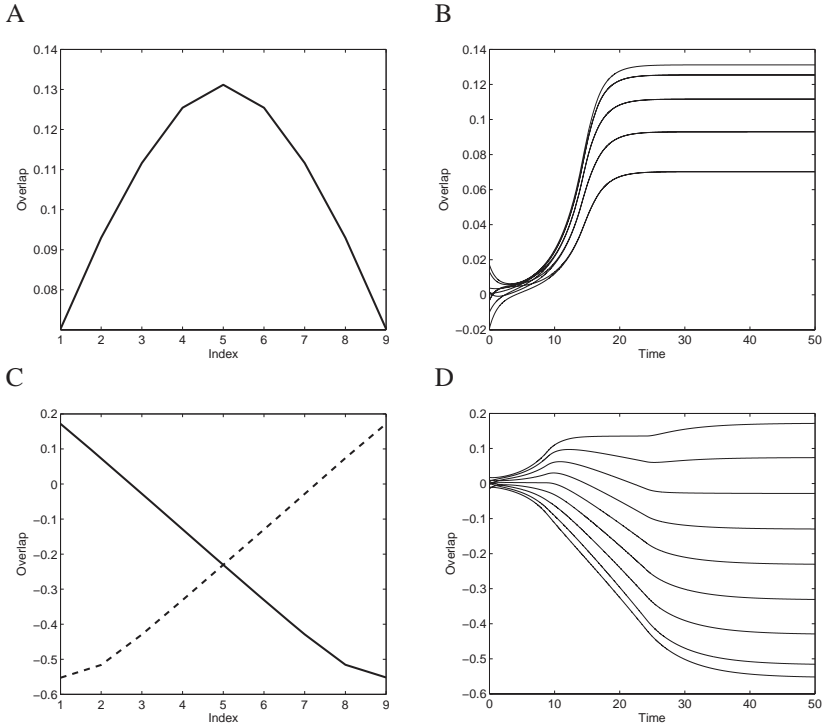 A
0.14
0.13
0.12
0.11
0.1
0.09
0.08
Overlap
1 2 3 4 5 6 7 8 9
Index
B
0.14
0.12
0.1
0.08
0.06
0.04
0.02
0
−0.02
Overlap
0 10 20 30 40 50
Time
C
0.2
0.1
0
−0.1
−0.2
−0.3
−0.4
−0.5
−0.6
Overlap
1 2 3 4 5 6 7 8 9
Index
D
0.2
0.1
0
−0.1
−0.2
−0.3
−0.4
−0.5
−0.6
Overlap
0 10 20 30 40 50
Time